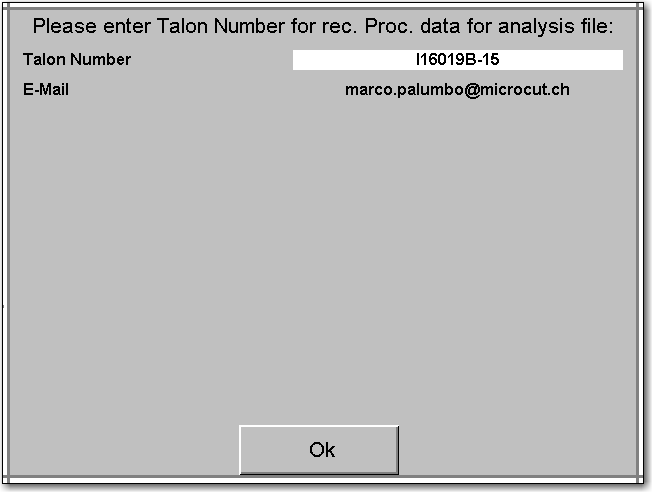 Please enter Talon Number for rec. Proc. data for analysis file:
Talon Number I16019B-15
E-Mail marco.palumbo@microcut.ch
Ok